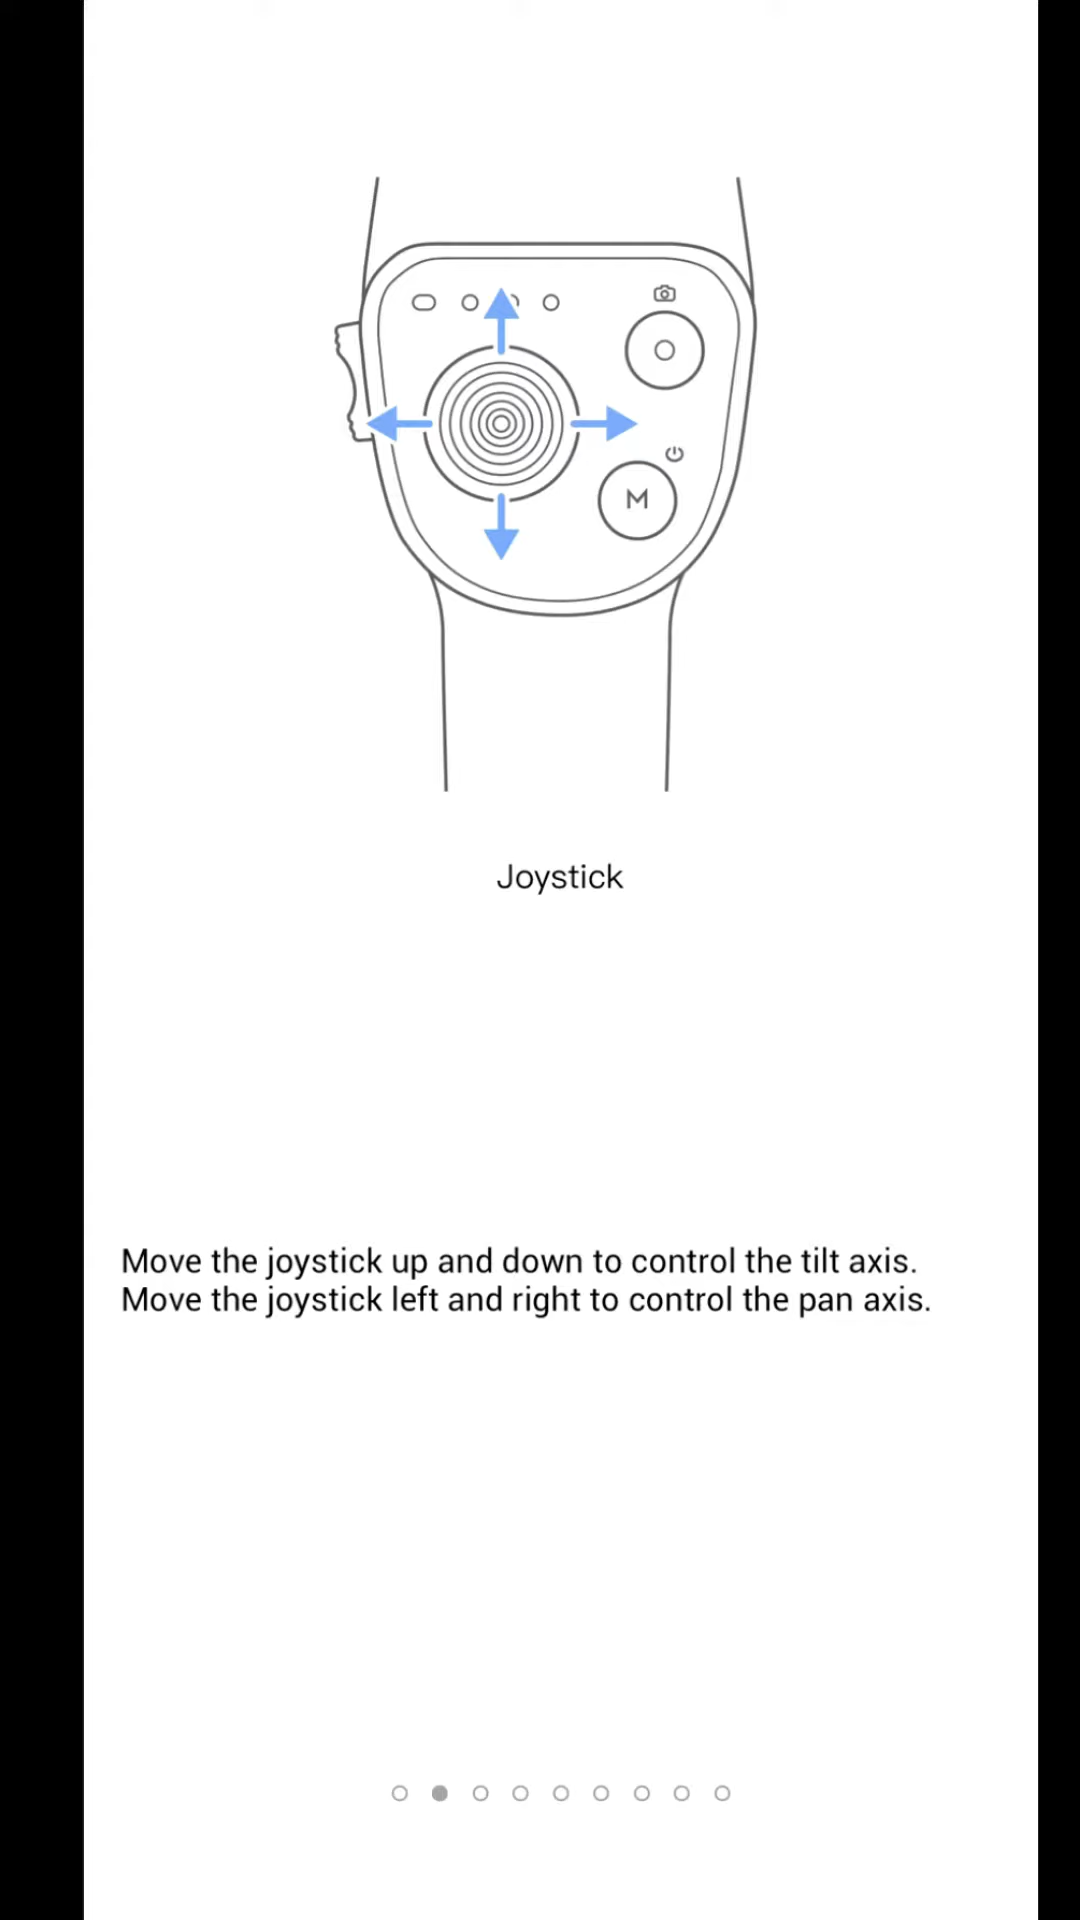 M
Joystick
Move the joystick up and down to control the tilt axis.
Move the joystick left and right to control the pan axis.